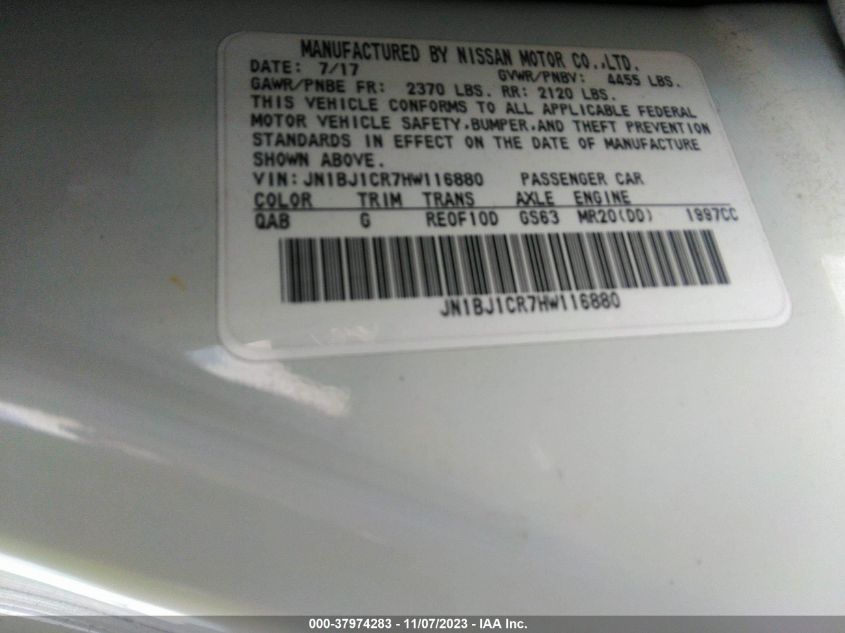 MANUFACTURED BY NISSAN MOTOR CO.,LTD.
DATE: 7/17 GVWR/PNBV: 4455 LBS.
GAWR/PNBE FR: 2370 LBS. RR: 2120 LBS.
THIS VEHICLE CONFORMS TO ALL APPLICABLE FEDERAL
MOTOR VEHICLE SAFETY,BUMPER,AND THEFT PREVENTION
STANDARDS IN EFFECT ON THE DATE OF MANUFACTURE
SHOWN ABOVE.
VIN: JN1BJ1CR7HW116880 PASSENGER CAR
COLOR TRIM TRANS AXLE ENGINE
QAB G RE0F10D GS63 MR20(DD) 1997CC
JN1BJ1CR7HW116880
000-37974283 - 11/07/2023 - IAA Inc.